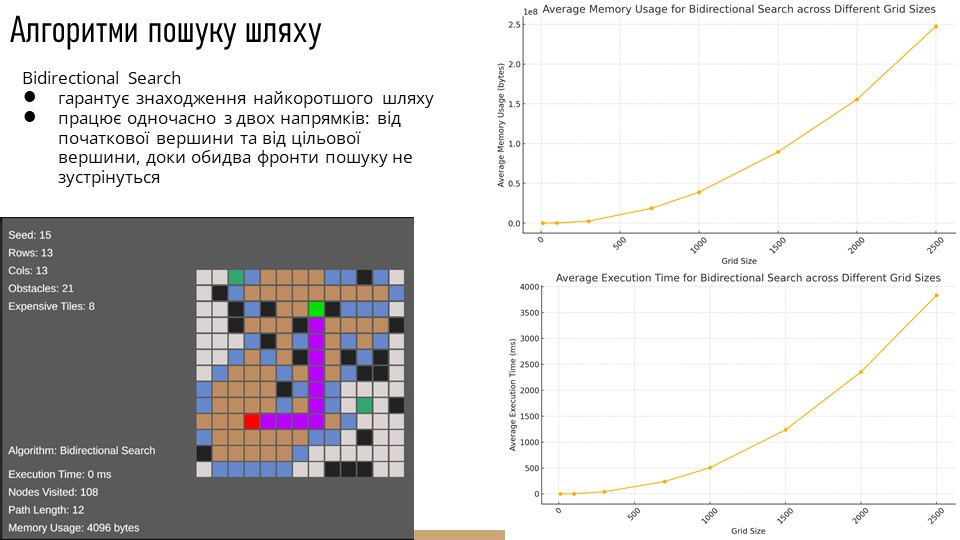 Алгоритми пошуку шляху
Bidirectional Search
● гарантує знаходження найкоротшого шляху
● працює одночасно з двох напрямків: від
початкової вершини та від цільової
вершини, доки обидва фронти пошуку не
зустрінуться
Seed: 15
Rows: 13
Cols: 13
Obstacles: 21
Expensive Tiles: 8
Algorithm: Bidirectional Search
Execution Time: 0 ms
Nodes Visited: 108
Path Length: 12
Memory Usage: 4096 bytes
Average Memory Usage for Bidirectional Search across Different Grid Sizes
1e8
Average Memory Usage (bytes)
2.5
2.0
1.5
1.0
0.5
0.0
0 500 1000 1500 2000 2500
Grid Size
Average Execution Time for Bidirectional Search across Different Grid Sizes
Average Execution Time (ms)
4000
3500
3000
2500
2000
1500
1000
500
0
0 500 1000 1500 2000 2500
Grid Size